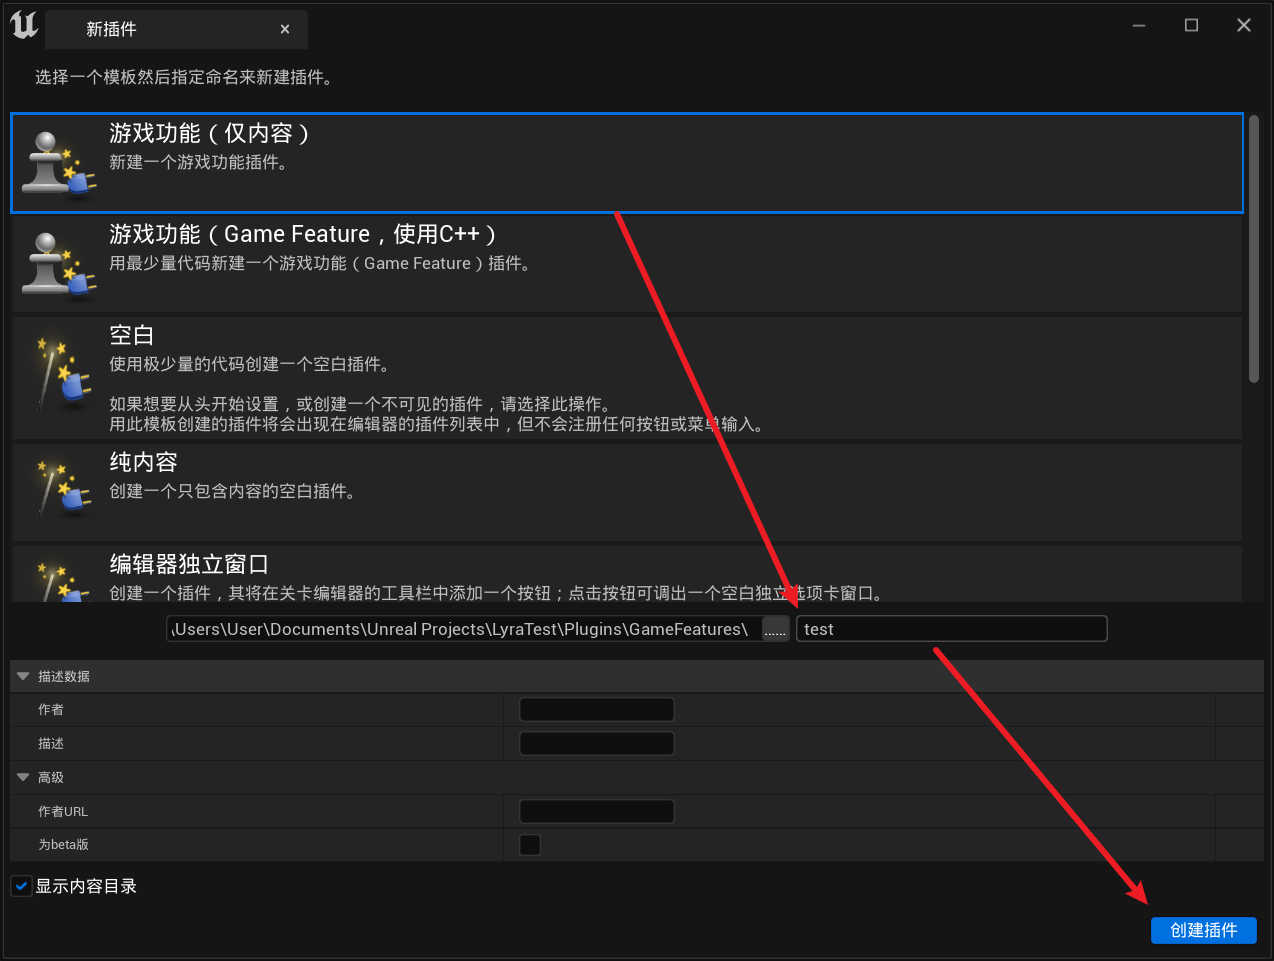 新插件
选择一个模板然后指定命名来新建插件。
游戏功能（仅内容）
新建一个游戏功能插件。
游戏功能（Game Feature，使用C++）
用最少量代码新建一个游戏功能（Game Feature）插件。
空白
使用极少量的代码创建一个空白插件。
如果想要从头开始设置，或创建一个不可见的插件，请选择此操作。
用此模板创建的插件将会出现在编辑器的插件列表中，但不会注册任何按钮或菜单输入。
纯内容
创建一个只包含内容的空白插件。
编辑器独立窗口
创建一个插件，其将在关卡编辑器的工具栏中添加一个按钮；点击按钮可调出一个空白独立选项卡窗口。
\Users\User\Documents\Unreal Projects\LyraTest\Plugins\GameFeatures\ ...... test
描述数据
作者
描述
高级
作者URL
为beta版
显示内容目录
创建插件